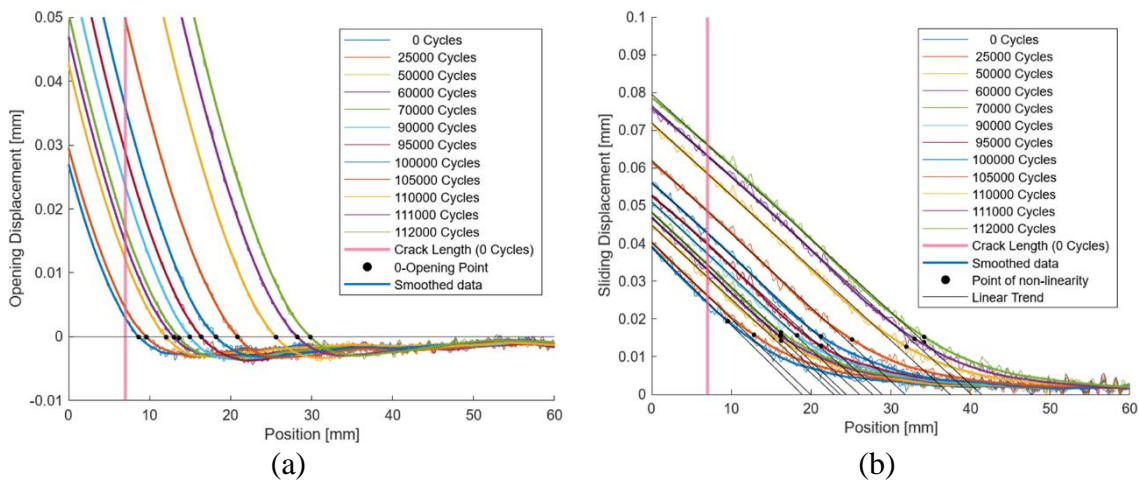 0.05
0.04
0.03
0.02
0.01
0
-0.01
Opening Displacement [mm]
0 10 20 30 40 50 60
Position [mm]
0 Cycles
25000 Cycles
50000 Cycles
60000 Cycles
70000 Cycles
90000 Cycles
95000 Cycles
100000 Cycles
105000 Cycles
110000 Cycles
111000 Cycles
112000 Cycles
Crack Length (0 Cycles)
0-Opening Point
Smoothed data
(a)
0.1
0.09
0.08
0.07
0.06
0.05
0.04
0.03
0.02
0.01
0
Sliding Displacement [mm]
0 10 20 30 40 50 60
Position [mm]
0 Cycles
25000 Cycles
50000 Cycles
60000 Cycles
70000 Cycles
90000 Cycles
95000 Cycles
100000 Cycles
105000 Cycles
110000 Cycles
111000 Cycles
112000 Cycles
Crack Length (0 Cycles)
Smoothed data
Point of non-linearity
Linear Trend
(b)